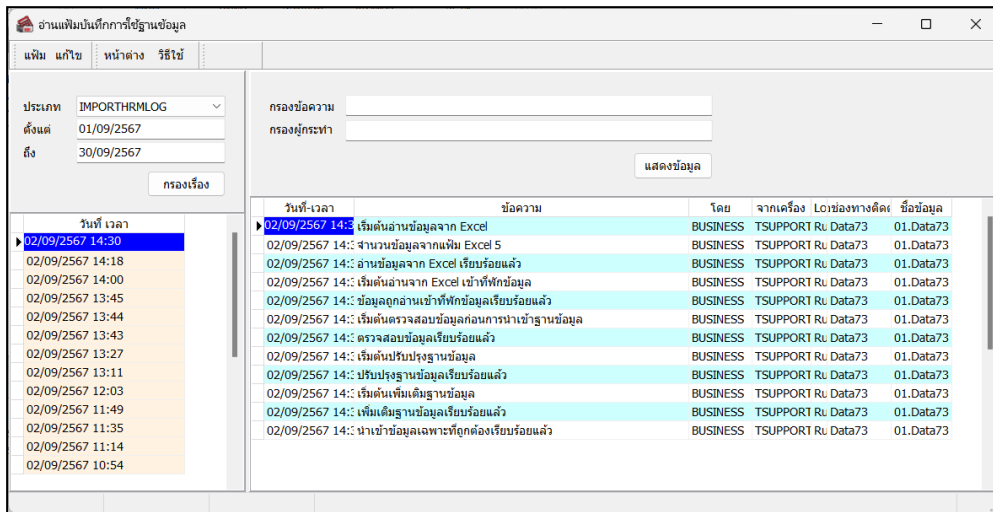 อ่านแฟ้มบันทึกการใช้ฐานข้อมูล
แฟ้ม แก้ไข หน้าต่าง วิธีใช้
ประเภท IMPORTHRMLOG
ตั้งแต่ 01/09/2567
ถึง 30/09/2567
กรองเรื่อง
กรองข้อความ
กรองผู้กระทำ
แสดงข้อมูล
วันที่ เวลา
02/09/2567 14:30
02/09/2567 14:18
02/09/2567 14:00
02/09/2567 13:45
02/09/2567 13:44
02/09/2567 13:43
02/09/2567 13:27
02/09/2567 13:11
02/09/2567 12:03
02/09/2567 11:49
02/09/2567 11:35
02/09/2567 11:14
02/09/2567 10:54
วันที่-เวลา ข้อความ โดย จากเครื่อง ช่องทางติดต่ ชื่อข้อมูล
02/09/2567 14:3 เริ่มต้นอ่านข้อมูลจาก Excel BUSINESS TSUPPORT Ru Data73 01.Data73
02/09/2567 14:3 จำนวนข้อมูลจากแฟ้ม Excel 5 BUSINESS TSUPPORT Ru Data73 01.Data73
02/09/2567 14:3 อ่านข้อมูลจาก Excel เรียบร้อยแล้ว BUSINESS TSUPPORT Ru Data73 01.Data73
02/09/2567 14:3 เริ่มต้นอ่านจาก Excel เข้าที่พักข้อมูล BUSINESS TSUPPORT Ru Data73 01.Data73
02/09/2567 14:3 ข้อมูลถูกอ่านเข้าที่พักข้อมูลเรียบร้อยแล้ว BUSINESS TSUPPORT Ru Data73 01.Data73
02/09/2567 14:3 เริ่มต้นตรวจสอบข้อมูลก่อนการนำเข้าฐานข้อมูล BUSINESS TSUPPORT Ru Data73 01.Data73
02/09/2567 14:3 ตรวจสอบข้อมูลเรียบร้อยแล้ว BUSINESS TSUPPORT Ru Data73 01.Data73
02/09/2567 14:3 เริ่มต้นปรับปรุงฐานข้อมูล BUSINESS TSUPPORT Ru Data73 01.Data73
02/09/2567 14:3 ปรับปรุงฐานข้อมูลเรียบร้อยแล้ว BUSINESS TSUPPORT Ru Data73 01.Data73
02/09/2567 14:3 เริ่มต้นเพิ่มเติมฐานข้อมูล BUSINESS TSUPPORT Ru Data73 01.Data73
02/09/2567 14:3 เพิ่มเติมฐานข้อมูลเรียบร้อยแล้ว BUSINESS TSUPPORT Ru Data73 01.Data73
02/09/2567 14:3 นำเข้าข้อมูลเฉพาะที่ถูกต้องเรียบร้อยแล้ว BUSINESS TSUPPORT Ru Data73 01.Data73